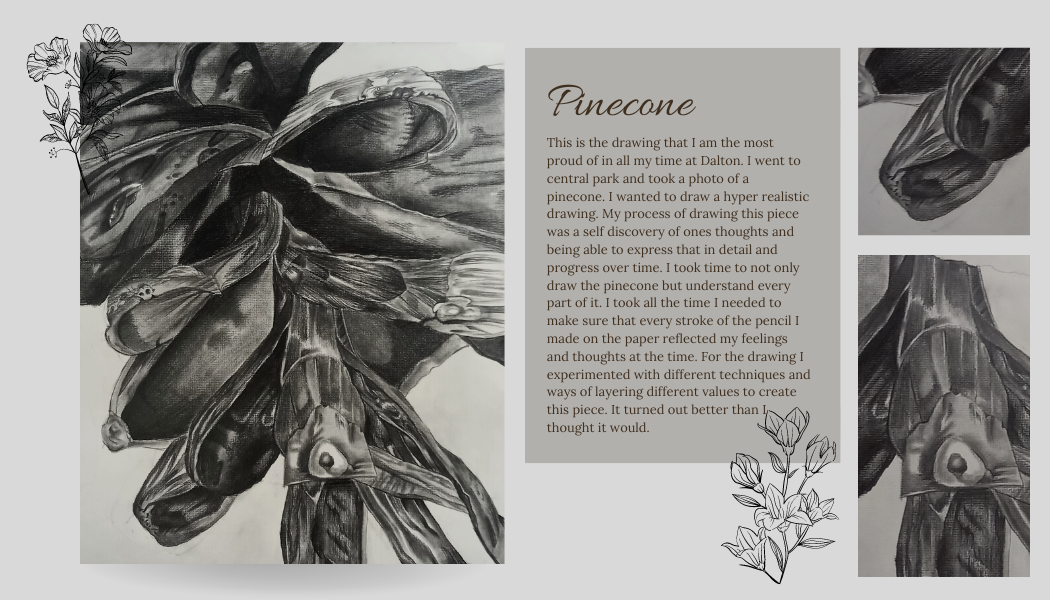 Pinecone
This is the drawing that I am the most
proud of in all my time at Dalton. I went to
central park and took a photo of a
pinecone. I wanted to draw a hyper realistic
drawing. My process of drawing this piece
was a self discovery of ones thoughts and
being able to express that in detail and
progress over time. I took time to not only
draw the pinecone but understand every
part of it. I took all the time I needed to
make sure that every stroke of the pencil I
made on the paper reflected my feelings
and thoughts at the time. For the drawing I
experimented with different techniques and
ways of layering different values to create
this piece. It turned out better than I
thought it would.